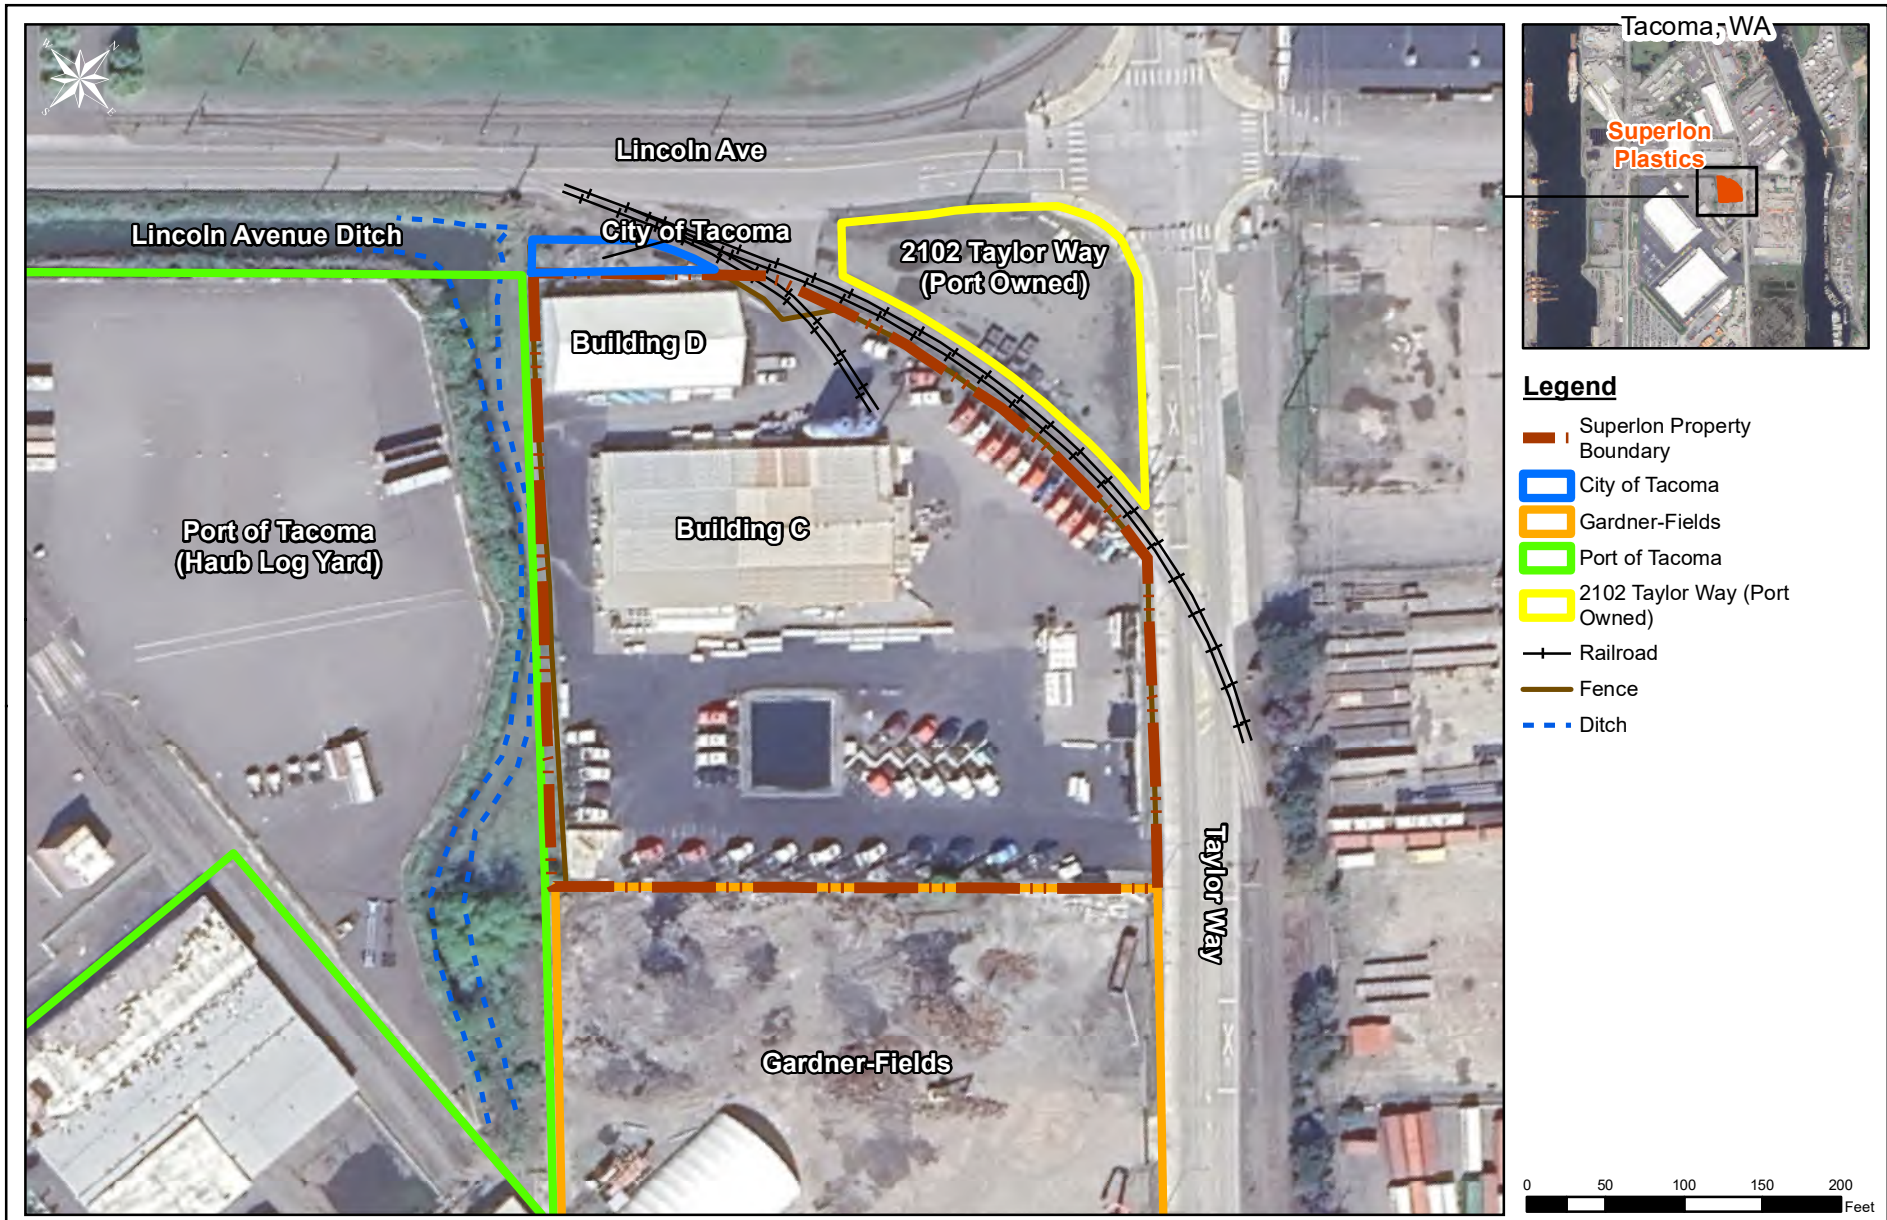 Tacoma, WA
N
W
S
E
Lincoln Ave
City of Tacoma
Lincoln Avenue Ditch
2102 Taylor Way
(Port Owned)
Superlon
Plastics
Building D
Port of Tacoma
(Haub Log Yard)
Building C
Taylor Way
Gardner-Fields
Legend
Superlon Property
Boundary
City of Tacoma
Gardner-Fields
Port of Tacoma
2102 Taylor Way (Port
Owned)
Railroad
Fence
Ditch
0 50 100 150 200
Feet